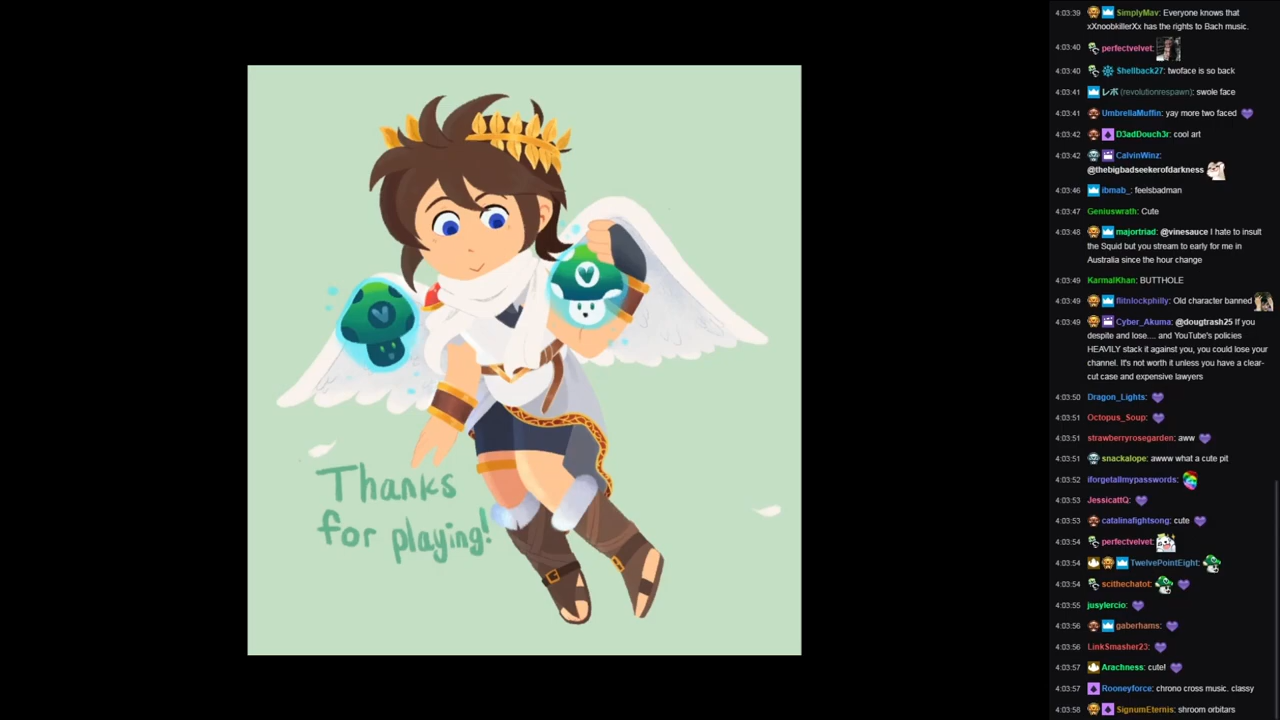 Thanks
for playing!
4:03:39 SimplyMav: Everyone knows that
xXnoobkillerXx has the rights to Bach music.
4:03:40 perfectvelvet:
4:03:40 Shellback27: twoface is so back
4:03:41 レボ (revolutionrespawn): swole face
4:03:41 UmbrellaMuffin: yay more two faced
4:03:42 D3adDouch3r: cool art
4:03:42 CalvinWinz:
@thebigbadseekerofdarkness
4:03:46 ibmab_: feelsbadman
4:03:47 Geniuswrath: Cute
4:03:48 majortriad: @vinesauce I hate to insult
the Squid but you stream to early for me in
Australia since the hour change
4:03:49 KarmalKhan: BUTTHOLE
4:03:49 flitnlockphilly: Old character banned
4:03:49 Cyber_Akuma: @dougtrash25 If you
despite and lose.... and YouTube's policies
HEAVILY stack it against you, you could lose your
channel. It's not worth it unless you have a clear-
cut case and expensive lawyers
4:03:50 Dragon_Lights:
4:03:51 Octopus_Soup:
4:03:51 strawberryrosegarden: aww
4:03:51 snackalope: awww what a cute pit
4:03:52 iforgetallmypasswords:
4:03:53 JessicattQ:
4:03:54 catalinafightsong: cute
4:03:54 perfectvelvet:
4:03:54 TwelvePointEight:
4:03:54 scithechatot:
4:03:55 jusylercio:
4:03:56 gaberhams:
4:03:56 LinkSmasher23:
4:03:57 Arachness: cute!
4:03:57 Rooneyforce: chrono cross music. classy
4:03:58 SignumEternis: shroom orbitars